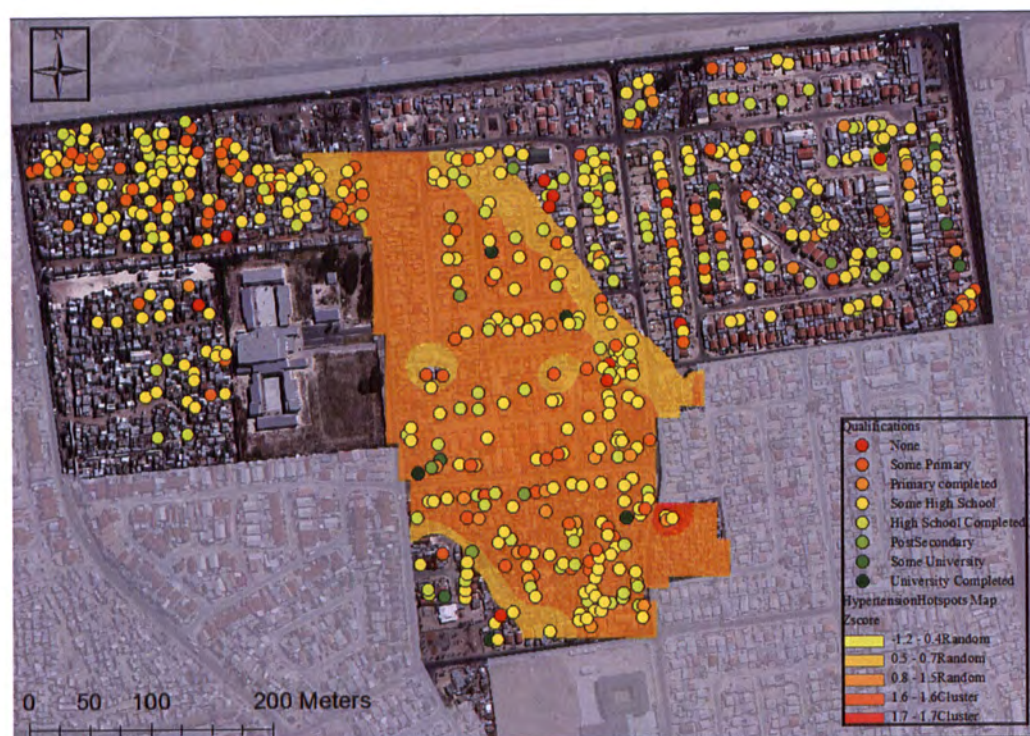 N
Qualifications
None
Some Primary
Primary completed
Some High School
High School Completed
PostSecondary
Some University
University Completed
HypertensionHotspots Map
Zscore
-1.2 - 0.4Random
0.5 - 0.7Random
0.8 - 1.5Random
1.6 - 1.6Cluster
1.7 - 1.7Cluster
0 50 100 200 Meters